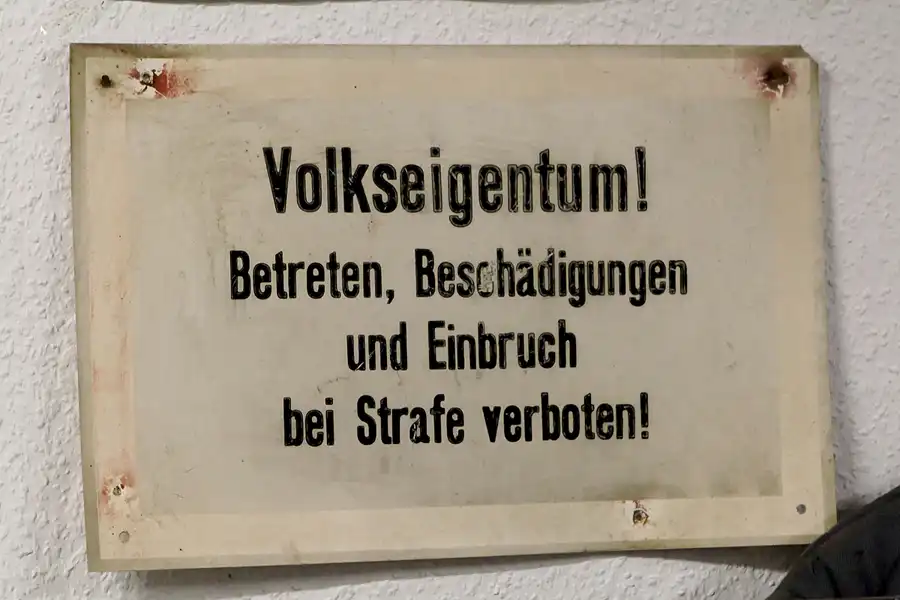 Volkseigentum!
Betreten, Beschädigungen
und Einbruch
bei Strafe verboten!